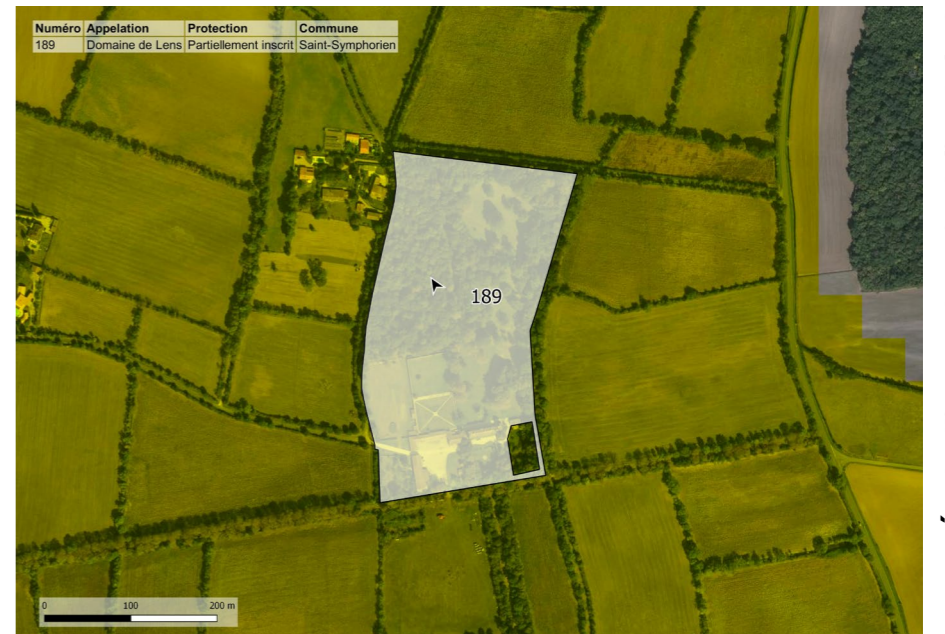 Numéro Appelation Protection Commune
189 Domaine de Lens Partiellement inscrit Saint-Symphorien
189
0 100 200 m